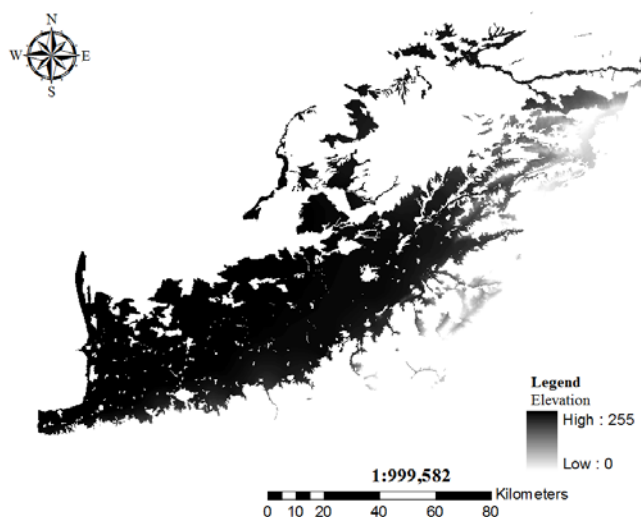 N
W E
S
Legend
Elevation
High : 255
Low : 0
1:999,582
Kilometers
0 10 20 40 60 80